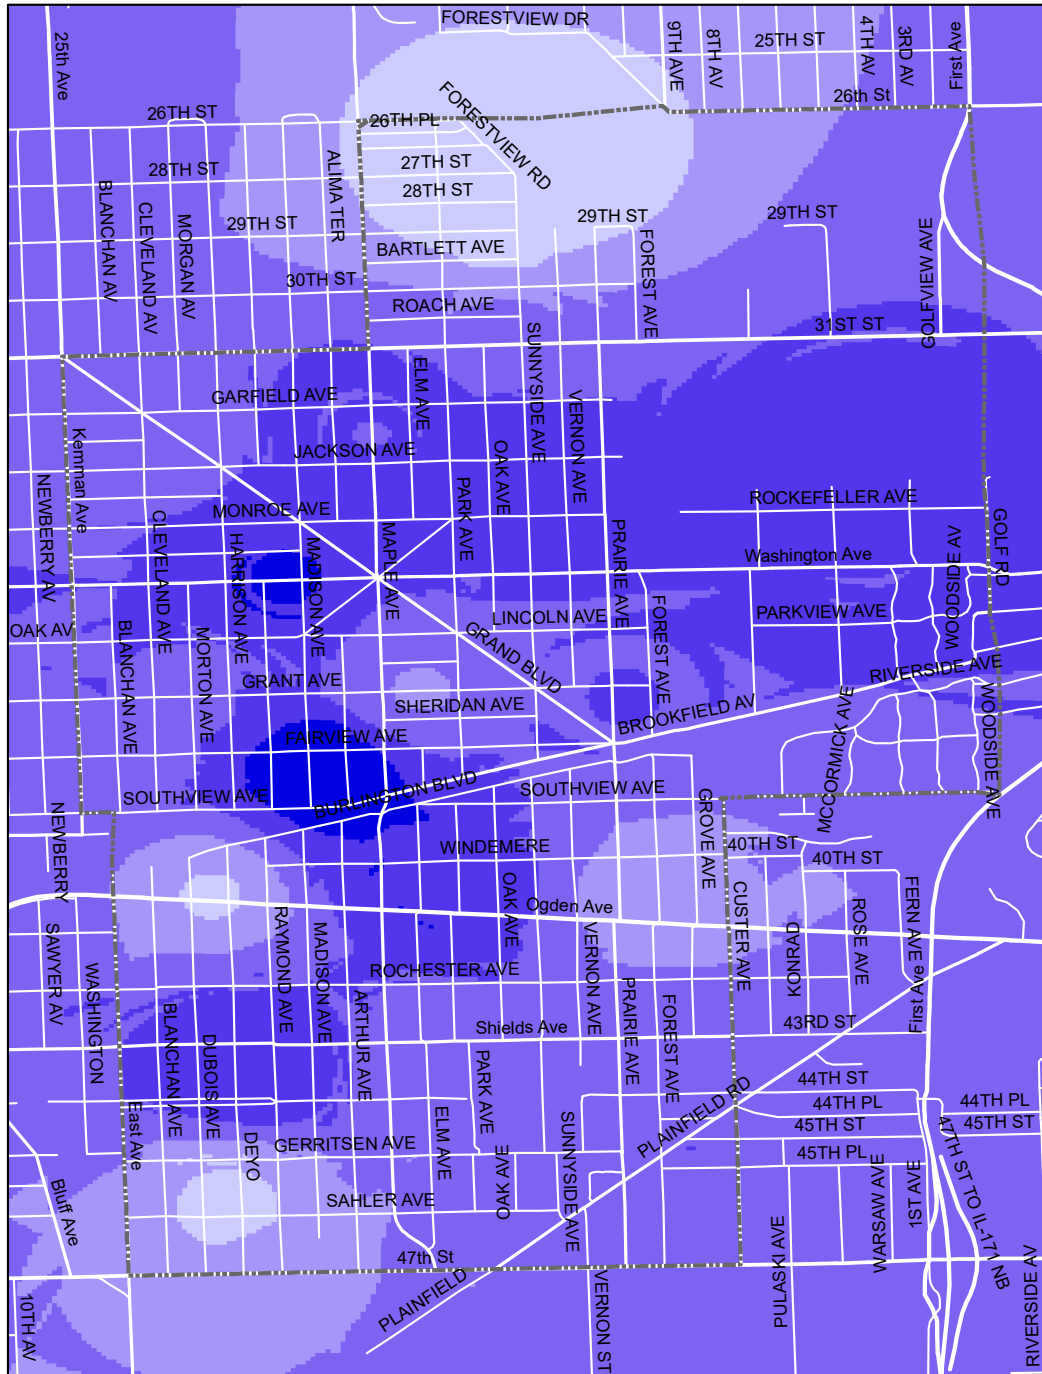 FORESTVIEW DR
25th Ave
9TH AVE
8TH AV
25TH ST
4TH AV
3RD AV
First Ave
26th St
26TH ST
26TH PL
FORESTVIEW RD
28TH ST
27TH ST
28TH ST
ALIMA TER
BLANCHAN AV
CLEVELAND AV
MORGAN AV
29TH ST
29TH ST
29TH ST
BARTLETT AVE
FOREST AVE
GOLFVIEW AVE
30TH ST
ROACH AVE
31ST ST
SUNNYSIDE AVE
ELM AVE
GARFIELD AVE
VERNON AVE
Kemman Ave
JACKSON AVE
OAK AVE
NEWBERRY AV
PARK AVE
ROCKEFELLER AVE
MONROE AVE
CLEVELAND AVE
HARRISON AVE
MADISON AVE
MAPLE AVE
PRAIRIE AVE
GOLF RD
Washington Ave
WOODSIDE AV
LINCOLN AVE
PARKVIEW AVE
OAK AV
BLANCHAN AVE
MORTON AVE
GRAND BLVD
FOREST AVE
RIVERSIDE AVE
GRANT AVE
SHERIDAN AVE
BROOKFIELD AV
WOODSIDE AVE
MCCORMICK AVE
FAIRVIEW AVE
SOUTHVIEW AVE
BURLINGTON BLVD
SOUTHVIEW AVE
GROVE AVE
NEWBERRY
WINDEMERE
40TH ST
40TH ST
OAK AVE
Ogden Ave
CUSTER AVE
FERN AVE
ROSE AVE
KONRAD
SAWYER AV
WASHINGTON
RAYMOND AVE
MADISON AVE
ROCHESTER AVE
VERNON AVE
First Ave
ARTHUR AVE
PRAIRIE AVE
FOREST AVE
BLANCHAN AVE
DUBOIS AVE
Shields Ave
43RD ST
PARK AVE
PLAINFIELD RD
44TH ST
44TH PL
44TH PL
45TH ST
45TH ST
East Ave
DEYO
GERRITSEN AVE
ELM AVE
OAK AVE
SUNNYSIDE AVE
45TH PL
47TH ST TO IL-171 NB
Bluff Ave
SAHLER AVE
WARSAW AVE
1ST AVE
PULASKI AVE
47th St
PLAINFIELD
VERNON ST
10TH AV
RIVERSIDE AV